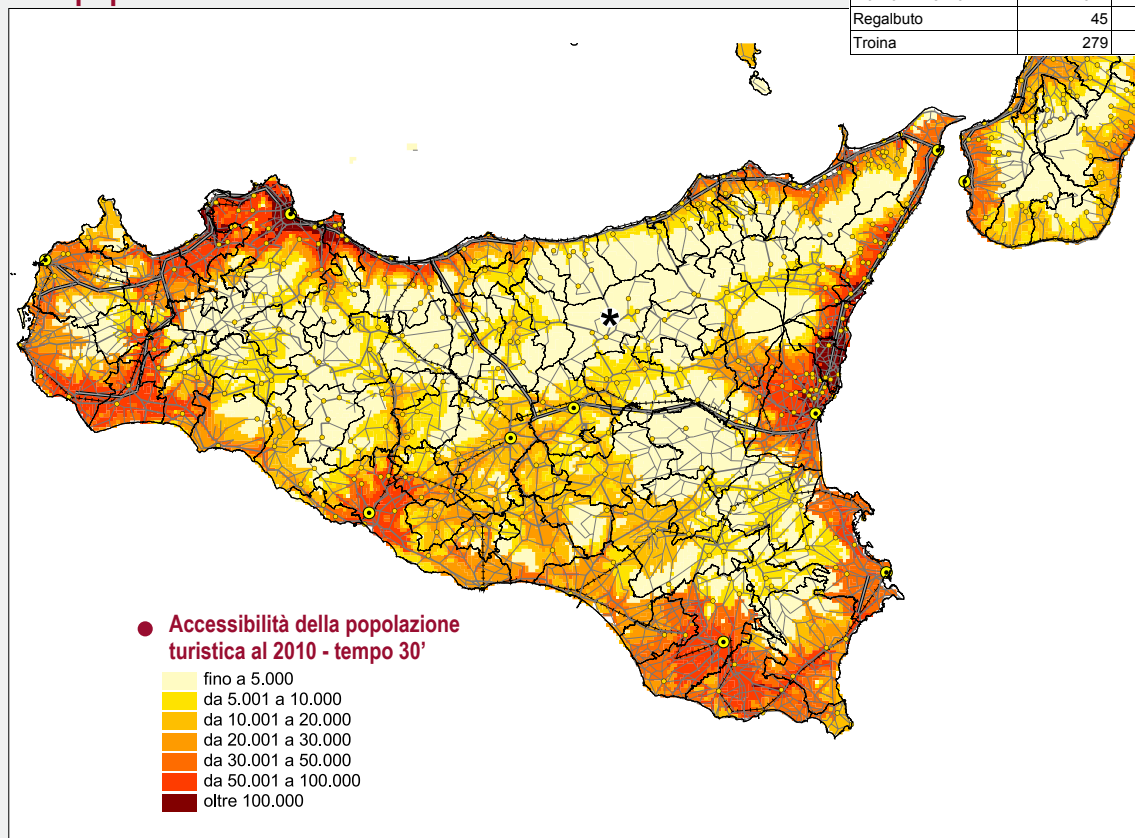 Regalbuto 45
Troina 279
*
Accessibilità della popolazione
turistica al 2010 - tempo 30'
fino a 5.000
da 5.001 a 10.000
da 10.001 a 20.000
da 20.001 a 30.000
da 30.001 a 50.000
da 50.001 a 100.000
oltre 100.000